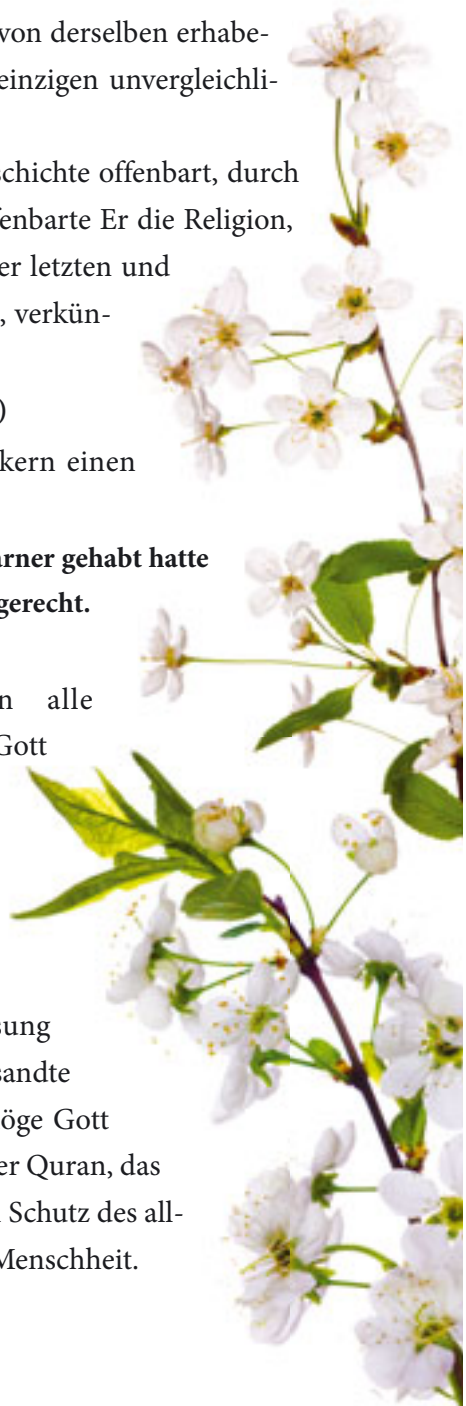 von derselben erhabe-
einzigen unvergleichli-
schichte offenbart, durch
fenbarte Er die Religion,
er letzten und
, verkün-
)
kern einen
arner gehabt hatte
gerecht.
n alle
Gott
sung
sandte
öge Gott
er Quran, das
Schutz des all-
Menschheit.